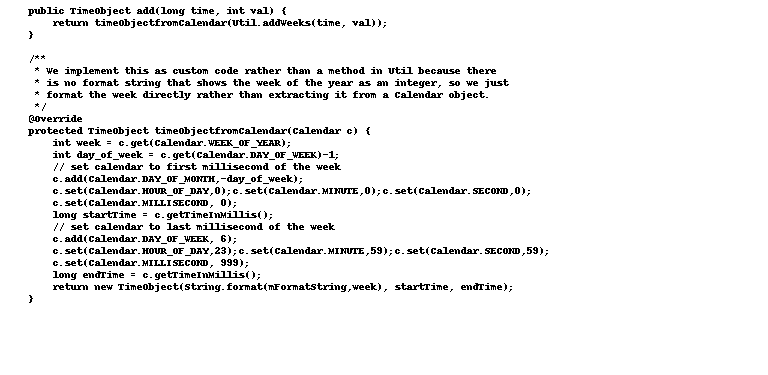 public TimeObject add(long time, int val) {
    return timeObjectfromCalendar(Util.addWeeks(time, val));
}
/**
 * We implement this as custom code rather than a method in Util because there
 * is no format string that shows the week of the year as an integer, so we just
 * format the week directly rather than extracting it from a Calendar object.
 */
@Override
protected TimeObject timeObjectfromCalendar(Calendar c) {
    int week = c.get(Calendar.WEEK_OF_YEAR);
    int day_of_week = c.get(Calendar.DAY_OF_WEEK)-1;
    // set calendar to first millisecond of the week
    c.add(Calendar.DAY_OF_MONTH,-day_of_week);
    c.set(Calendar.HOUR_OF_DAY,0);c.set(Calendar.MINUTE,0);c.set(Calendar.SECOND,0);
    c.set(Calendar.MILLISECOND, 0);
    long startTime = c.getTimeInMillis();
    // set calendar to last millisecond of the week
    c.add(Calendar.DAY_OF_WEEK, 6);
    c.set(Calendar.HOUR_OF_DAY,23);c.set(Calendar.MINUTE,59);c.set(Calendar.SECOND,59);
    c.set(Calendar.MILLISECOND, 999);
    long endTime = c.getTimeInMillis();
    return new TimeObject(String.format(mFormatString,week), startTime, endTime);
}